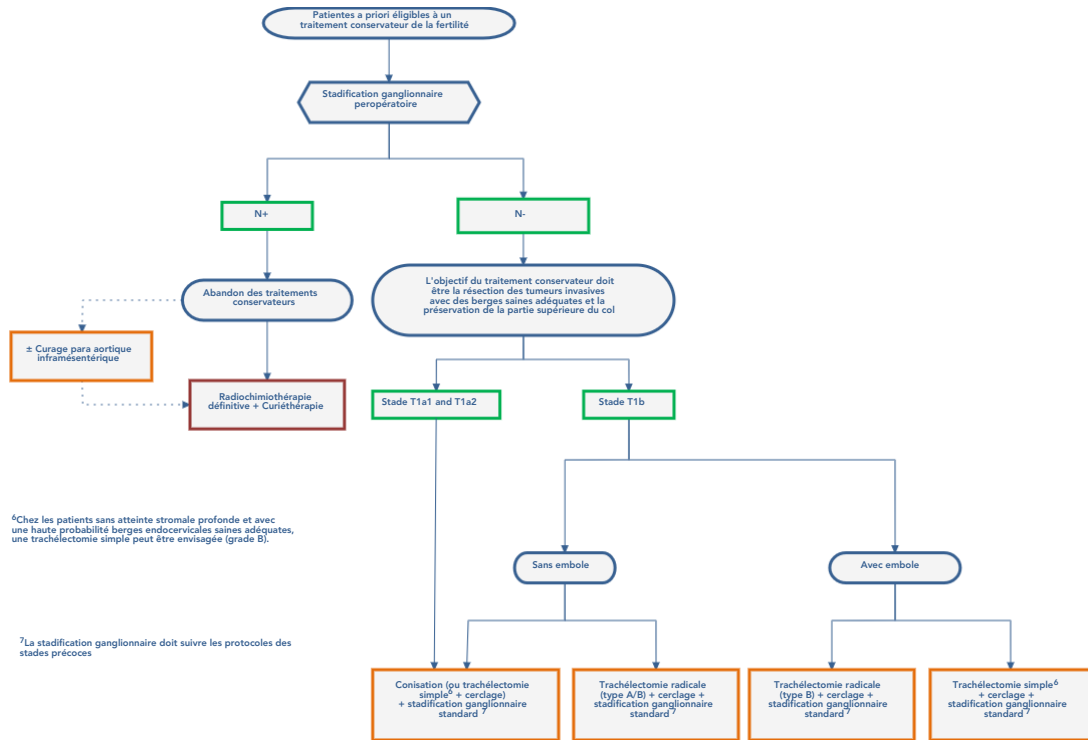 Patientes a priori éligibles à un
traitement conservateur de la fertilité
Stadification ganglionnaire
peropératoire
N+
N-
Abandon des traitements
conservateurs
L'objectif du traitement conservateur doit
être la résection des tumeurs invasives
avec des berges saines adéquates et la
préservation de la partie supérieure du col
± Curage para aortique
inframésentérique
Radiochimiothérapie
définitive + Curiéthérapie
Stade T1a1 and T1a2
Stade T1b
⁶Chez les patients sans atteinte stromale profonde et avec
une haute probabilité berges endocervicales saines adéquates,
une trachélectomie simple peut être envisagée (grade B).
Sans embole
Avec embole
⁷La stadification ganglionnaire doit suivre les protocoles des
stades précoces
Conisation (ou trachélectomie
simple⁶ + cerclage)
+ stadification ganglionnaire
standard ⁷
Trachélectomie radicale
(type A/B) + cerclage +
stadification ganglionnaire
standard ⁷
Trachélectomie radicale
(type B) + cerclage +
stadification ganglionnaire
standard ⁷
Trachélectomie simple⁶
+ cerclage +
stadification ganglionnaire
standard ⁷